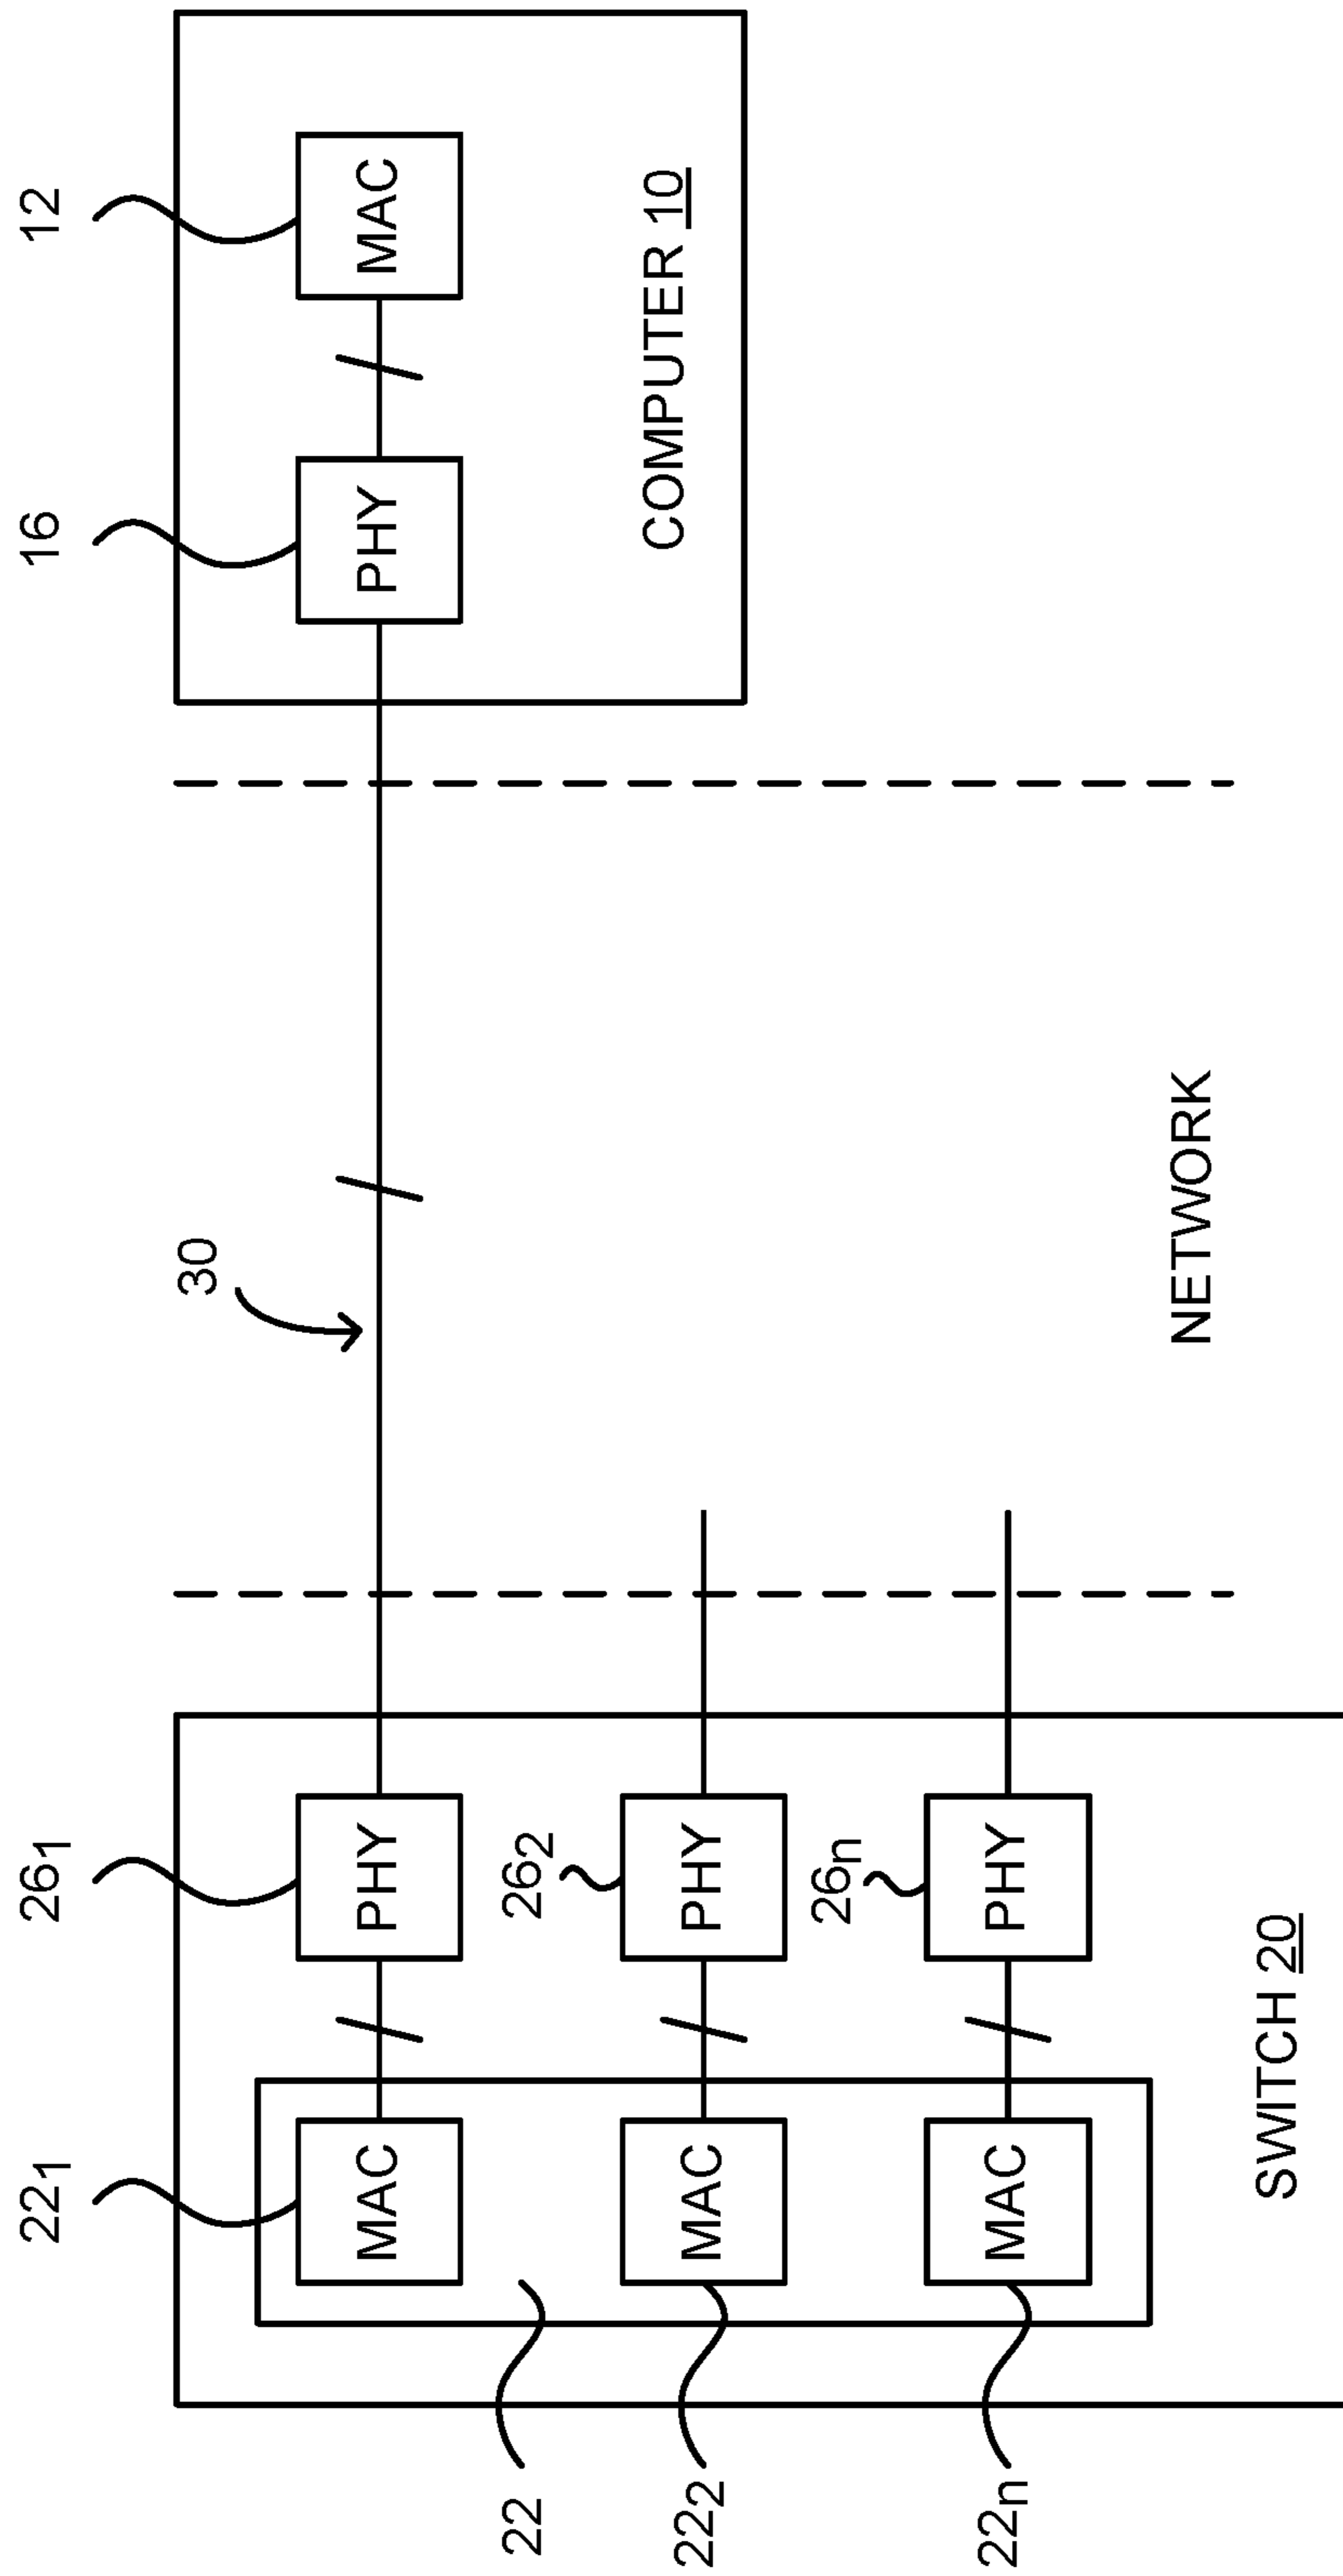 22₁
26₁
16
12
30
MAC
PHY
PHY
MAC
22
26₂
22₂
MAC
PHY
COMPUTER 10
26ₙ
22ₙ
MAC
PHY
NETWORK
SWITCH 20